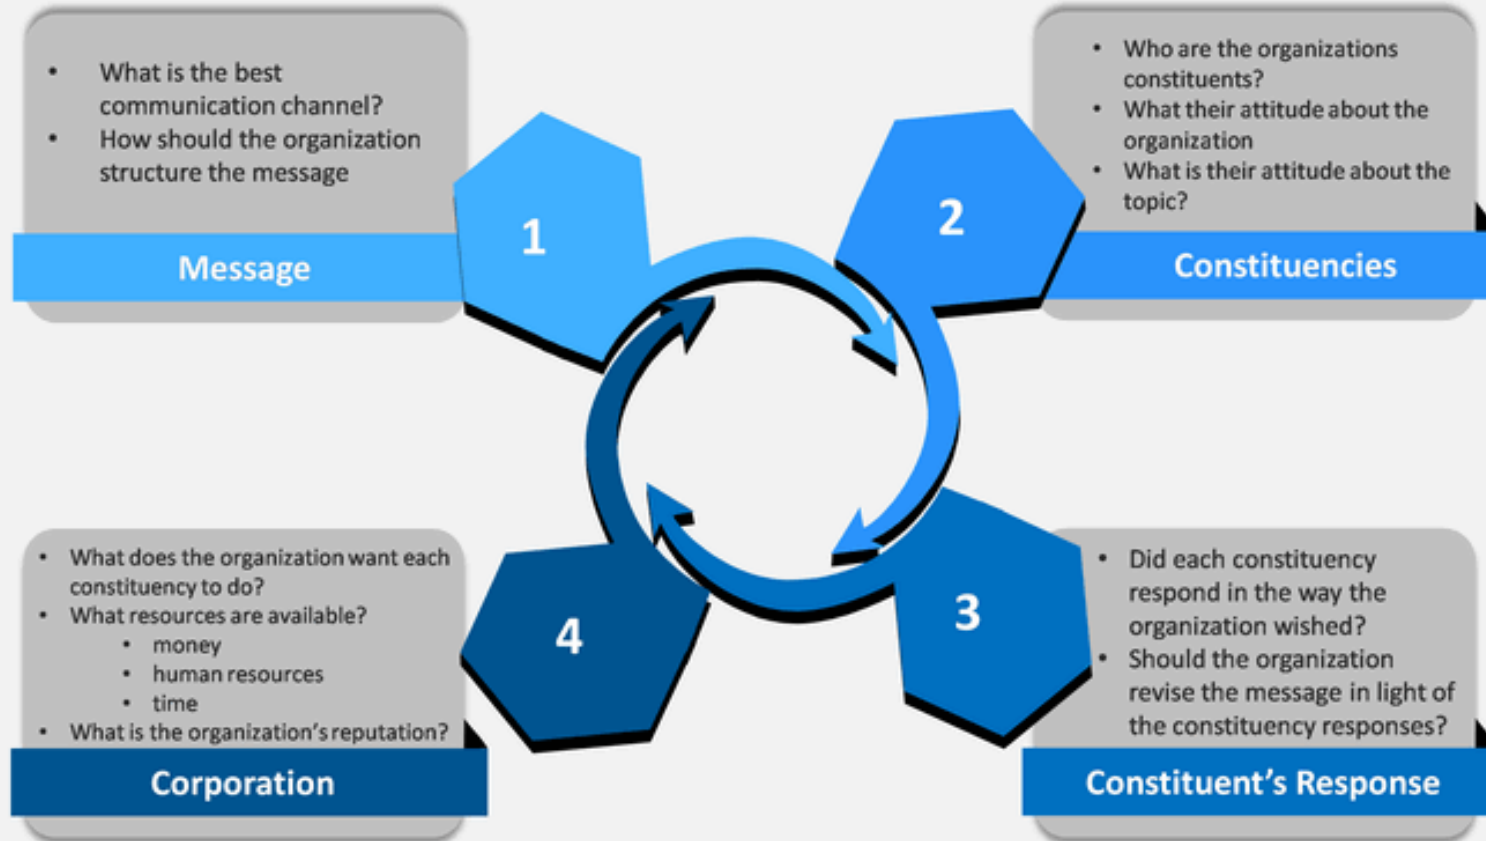 • What is the best
communication channel?
• How should the organization
structure the message
Message
1
• Who are the organizations
constituents?
• What their attitude about the
organization
• What is their attitude about the
topic?
Constituencies
2
• Did each constituency
respond in the way the
organization wished?
• Should the organization
revise the message in light of
the constituency responses?
Constituent's Response
3
• What does the organization want each
constituency to do?
• What resources are available?
• money
• human resources
• time
• What is the organization's reputation?
Corporation
4